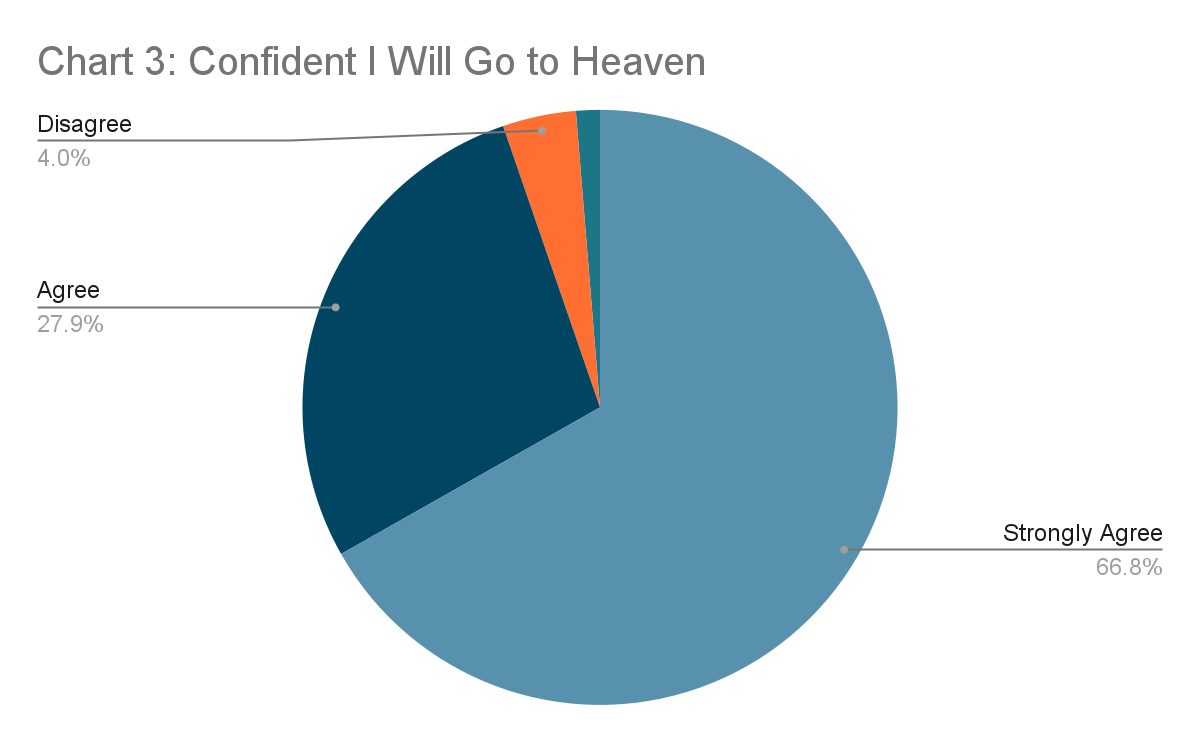 Chart 3: Confident I Will Go to Heaven
Disagree
4.0%
Agree
27.9%
Strongly Agree
66.8%